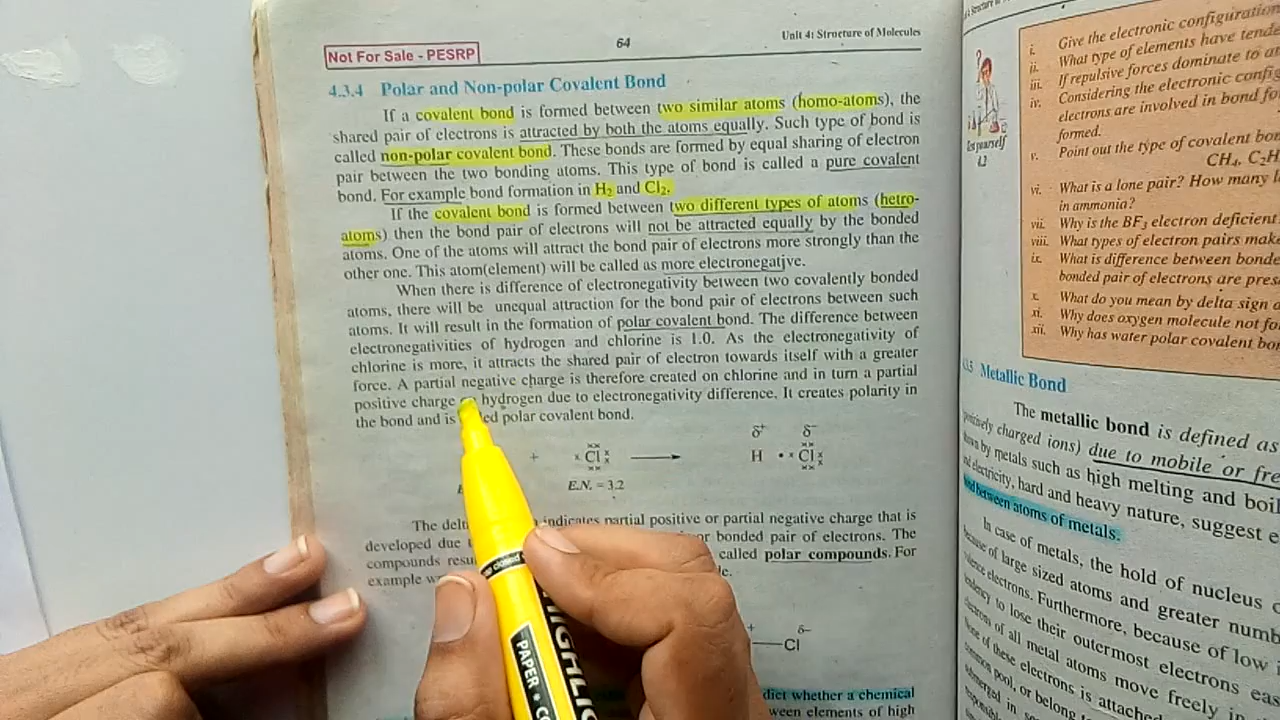 Not For Sale - PESRP
64
Unit 4: Structure of Molecules
4.3.4 Polar and Non-polar Covalent Bond
If a covalent bond is formed between two similar atoms (homo-atoms), the
shared pair of electrons is attracted by both the atoms equally. Such type of bond is
called non-polar covalent bond. These bonds are formed by equal sharing of electron
pair between the two bonding atoms. This type of bond is called a pure covalent
bond. For example bond formation in H₂ and Cl₂.
If the covalent bond is formed between two different types of atoms (hetro-
atoms) then the bond pair of electrons will not be attracted equally by the bonded
atoms. One of the atoms will attract the bond pair of electrons more strongly than the
other one. This atom(element) will be called as more electronegative.
When there is difference of electronegativity between two covalently bonded
atoms, there will be unequal attraction for the bond pair of electrons between such
atoms. It will result in the formation of polar covalent bond. The difference between
electronegativities of hydrogen and chlorine is 1.0. As the electronegativity of
chlorine is more, it attracts the shared pair of electron towards itself with a greater
force. A partial negative charge is therefore created on chlorine and in turn a partial
positive charge hydrogen due to electronegativity difference. It creates polarity in
the bond and is polar covalent bond.
δ+ δ−
+ Cl ⟶ H Cl
E.N. = 3.2
The indicates partial positive or partial negative charge that is
developed due bonded pair of electrons. The
compounds called polar compounds. For
example
δ−
—Cl
whether a chemical
elements of high
i. Give the electronic configuration
ii. What type of elements have
iii. If repulsive forces dominate to
iv. Considering the electronic
electrons are involved in bond
formed.
v. Point out the type of covalent
CH₄, C₂H
vi. What is a lone pair? How many
in ammonia?
vii. Why is the BF₃ electron deficient
viii. What types of electron pairs
ix. What is difference between
bonded pair of electrons are
x. What do you mean by delta sign
xi. Why does oxygen molecule not
xii. Why has water polar covalent
Test yourself
4.2
Metallic Bond
The metallic bond is defined as
charged ions) due to mobile or
by metals such as high melting and
electricity, hard and heavy nature, suggest
between atoms of metals.
In case of metals, the hold of nucleus
of large sized atoms and greater
electrons. Furthermore, because of low
to lose their outermost electrons
of all metal atoms move freely
of these electrons is attached
common pool, or belong
submerged in